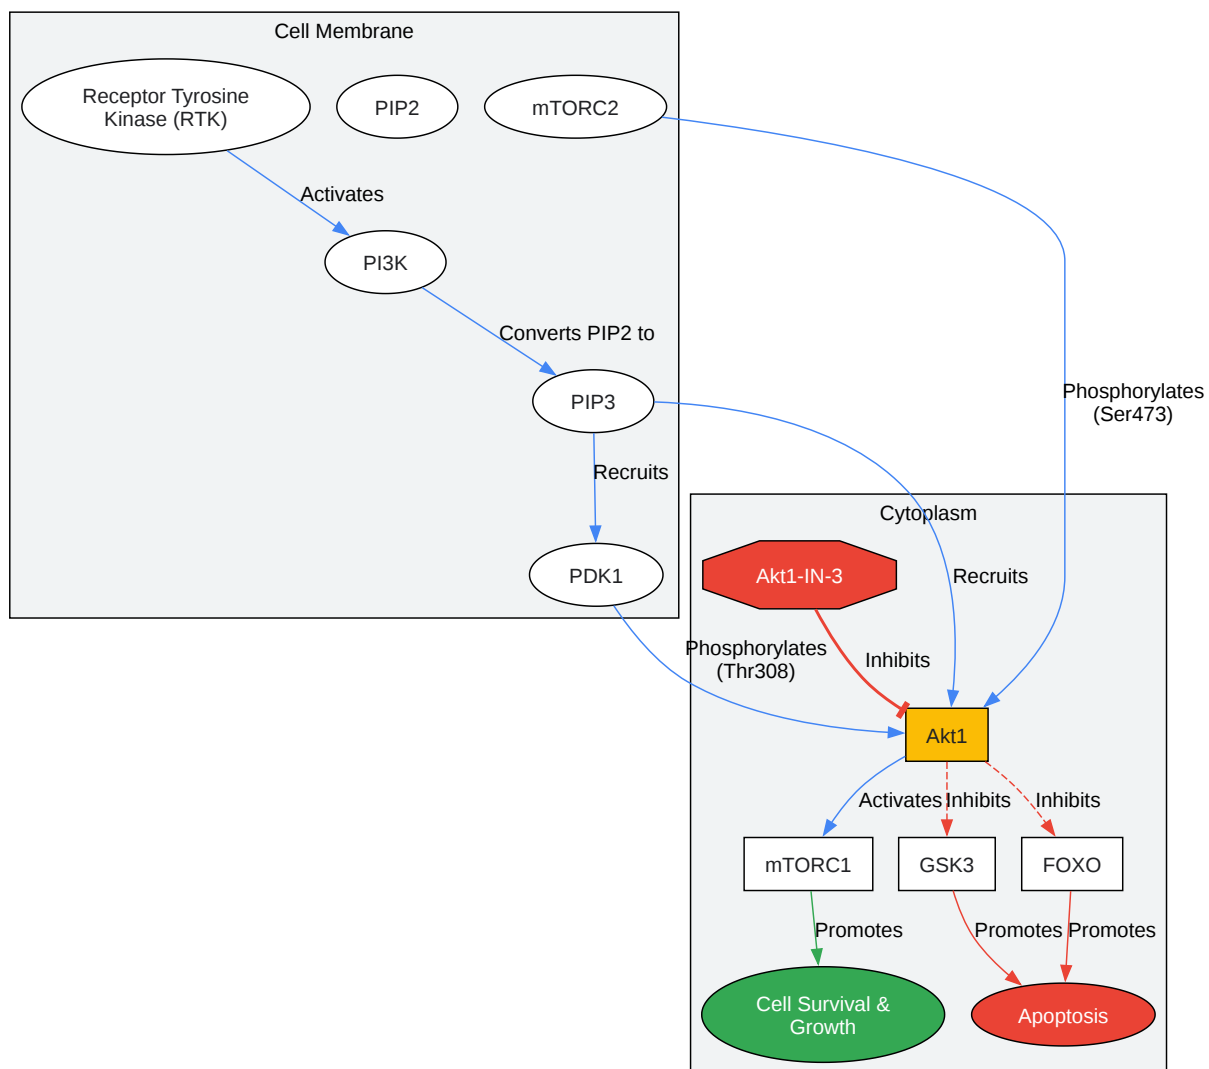 Cell Membrane
Receptor Tyrosine
Kinase (RTK)
PIP2
mTORC2
Activates
PI3K
Converts PIP2 to
PIP3
Phosphorylates
(Ser473)
Recruits
Cytoplasm
PDK1
Akt1-IN-3
Recruits
Phosphorylates
(Thr308)
Inhibits
Akt1
Activates
Inhibits
Inhibits
mTORC1
GSK3
FOXO
Promotes
Promotes
Promotes
Cell Survival &
Growth
Apoptosis